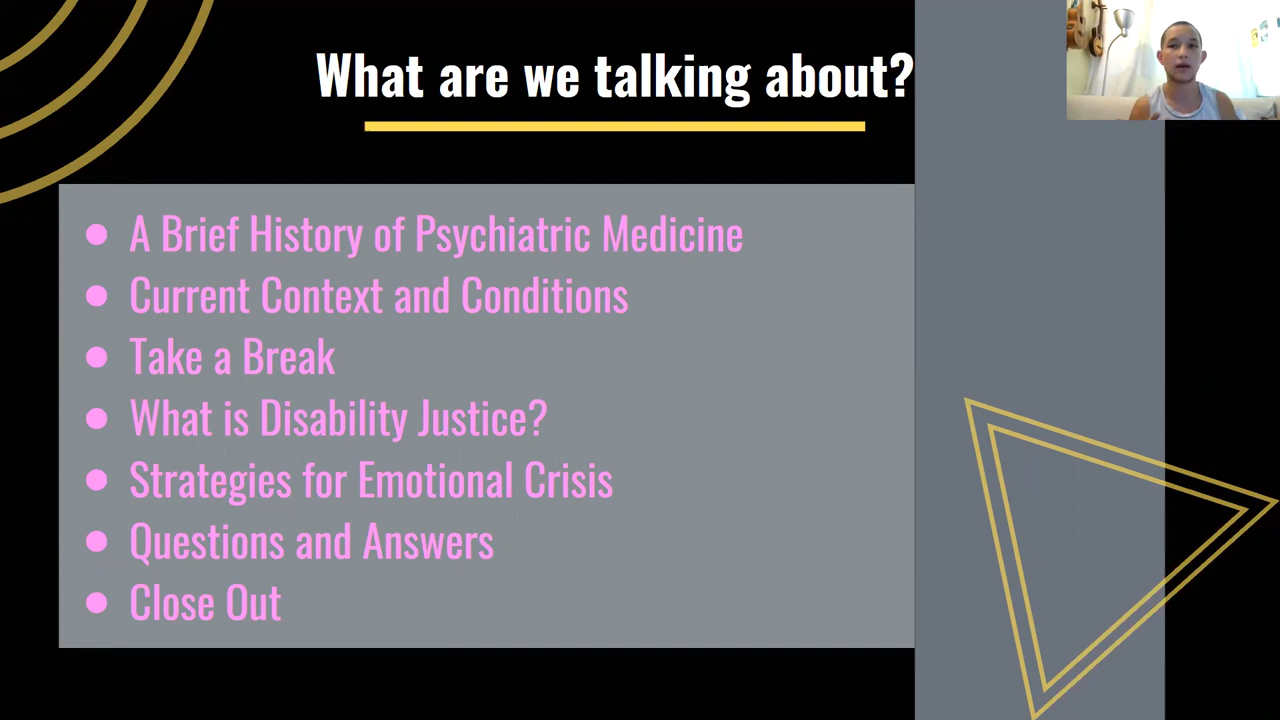 What are we talking about?
● A Brief History of Psychiatric Medicine
● Current Context and Conditions
● Take a Break
● What is Disability Justice?
● Strategies for Emotional Crisis
● Questions and Answers
● Close Out